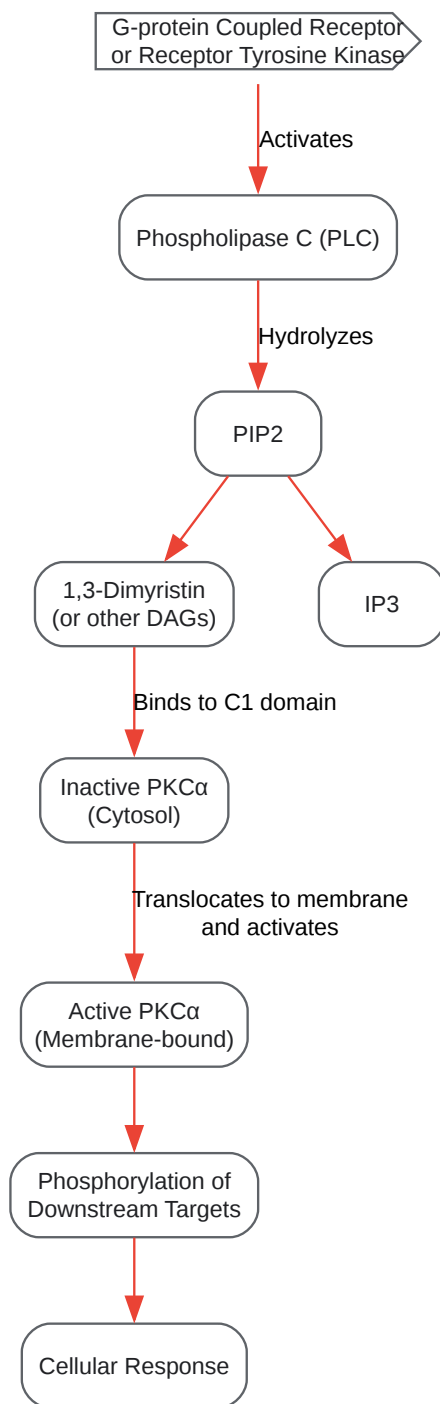 G-protein Coupled Receptor
or Receptor Tyrosine Kinase
Activates
Phospholipase C (PLC)
Hydrolyzes
PIP2
1,3-Dimyristin
(or other DAGs)
IP3
Binds to C1 domain
Inactive PKCα
(Cytosol)
Translocates to membrane
and activates
Active PKCα
(Membrane-bound)
Phosphorylation of
Downstream Targets
Cellular Response